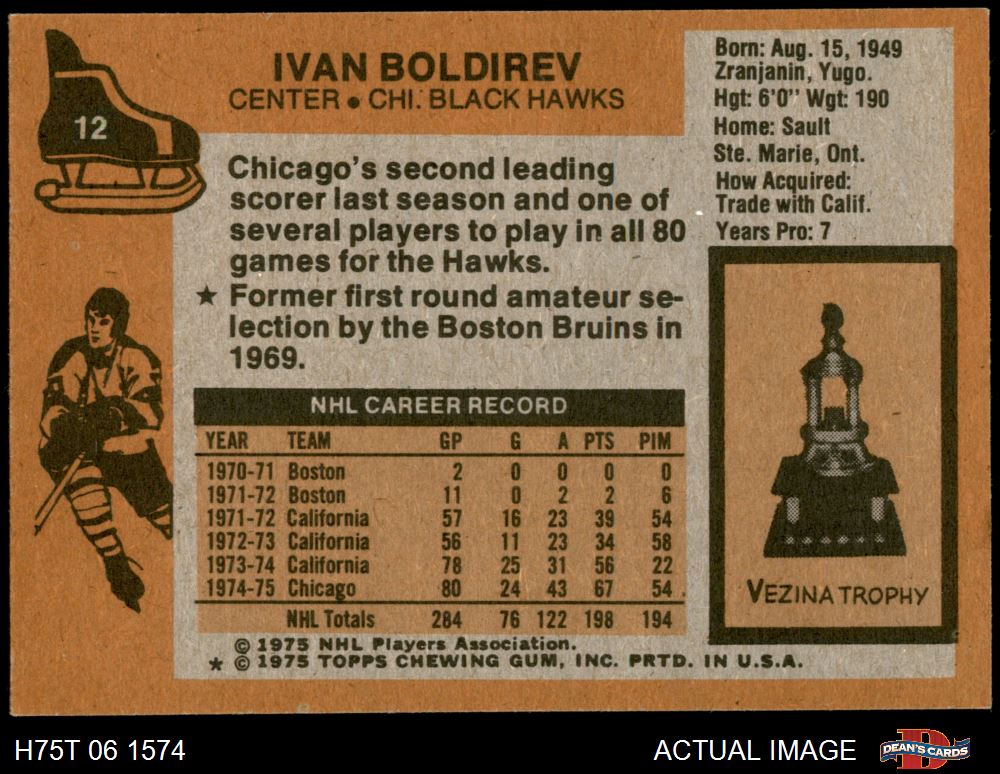 12
IVAN BOLDIREV
CENTER ● CHI. BLACK HAWKS
Born: Aug. 15, 1949
Zranjanin, Yugo.
Hgt: 6'0" Wgt: 190
Home: Sault
Ste. Marie, Ont.
How Acquired:
Trade with Calif.
Years Pro: 7
Chicago's second leading
scorer last season and one of
several players to play in all 80
games for the Hawks.
★ Former first round amateur se-
lection by the Boston Bruins in
1969.
NHL CAREER RECORD
YEAR TEAM GP G A PTS PIM
1970-71 Boston 2 0 0 0 0
1971-72 Boston 11 0 2 2 6
1971-72 California 57 16 23 39 54
1972-73 California 56 11 23 34 58
1973-74 California 78 25 31 56 22
1974-75 Chicago 80 24 43 67 54
NHL Totals 284 76 122 198 194
VEZINA TROPHY
© 1975 NHL Players Association.
★ © 1975 TOPPS CHEWING GUM, INC. PRTD. IN U.S.A.
H75T 06 1574
ACTUAL IMAGE
DEAN'S CARDS